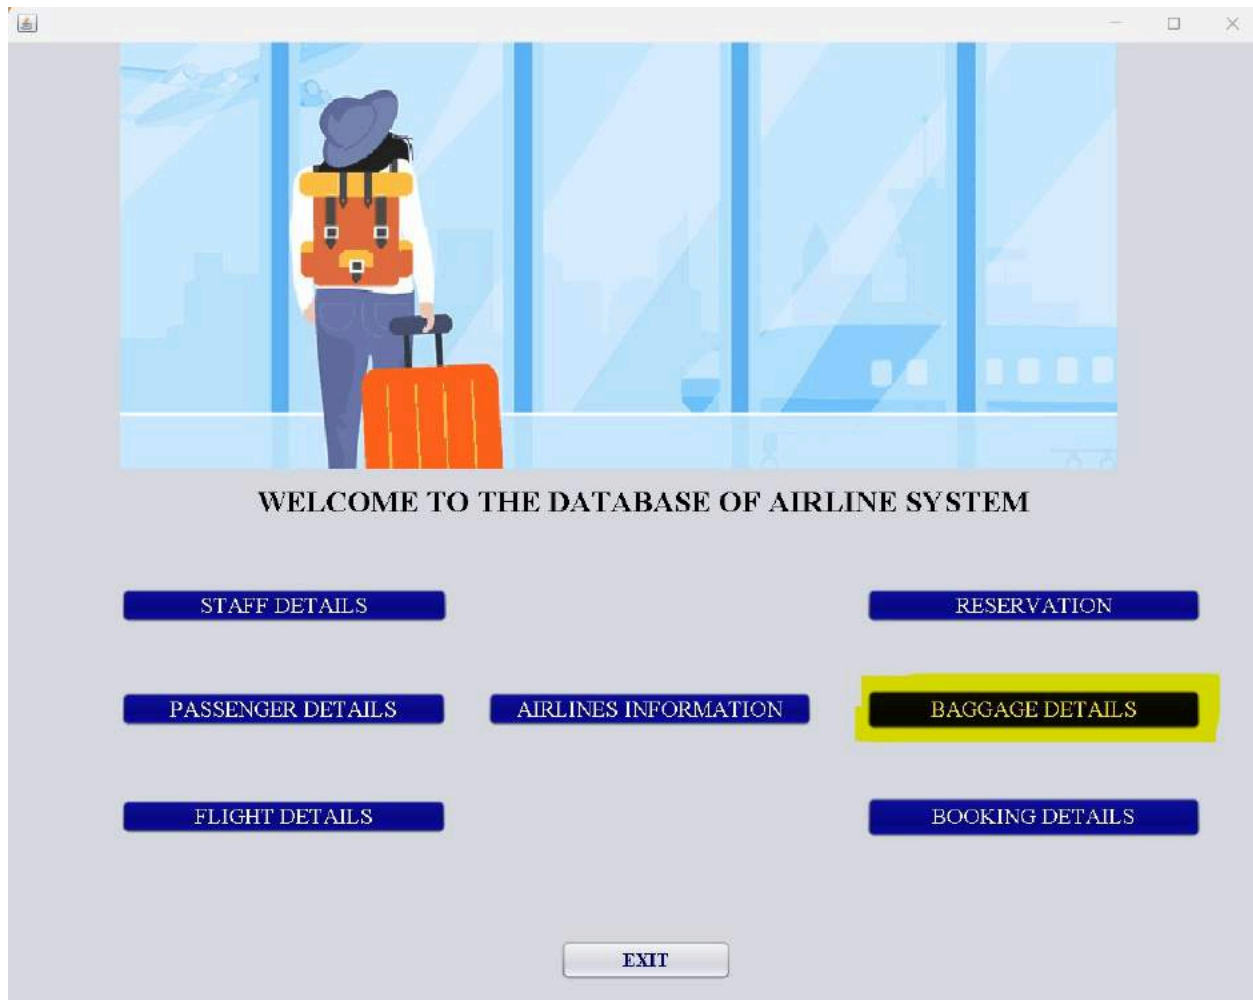 WELCOME TO THE DATABASE OF AIRLINE SYSTEM
STAFF DETAILS
RESERVATION
PASSENGER DETAILS
AIRLINES INFORMATION
BAGGAGE DETAILS
FLIGHT DETAILS
BOOKING DETAILS
EXIT